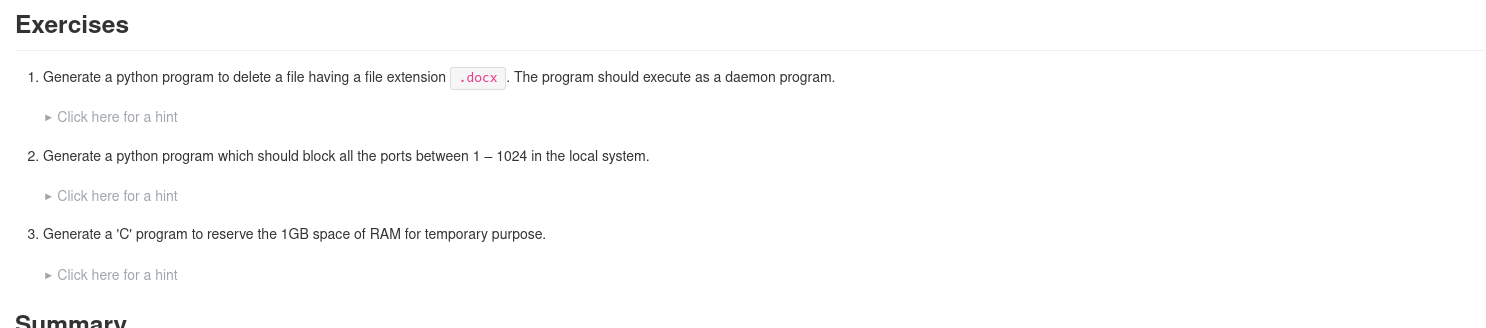 Exercises
1. Generate a python program to delete a file having a file extension .docx. The program should execute as a daemon program.
▸ Click here for a hint
2. Generate a python program which should block all the ports between 1 – 1024 in the local system.
▸ Click here for a hint
3. Generate a 'C' program to reserve the 1GB space of RAM for temporary purpose.
▸ Click here for a hint
Summary